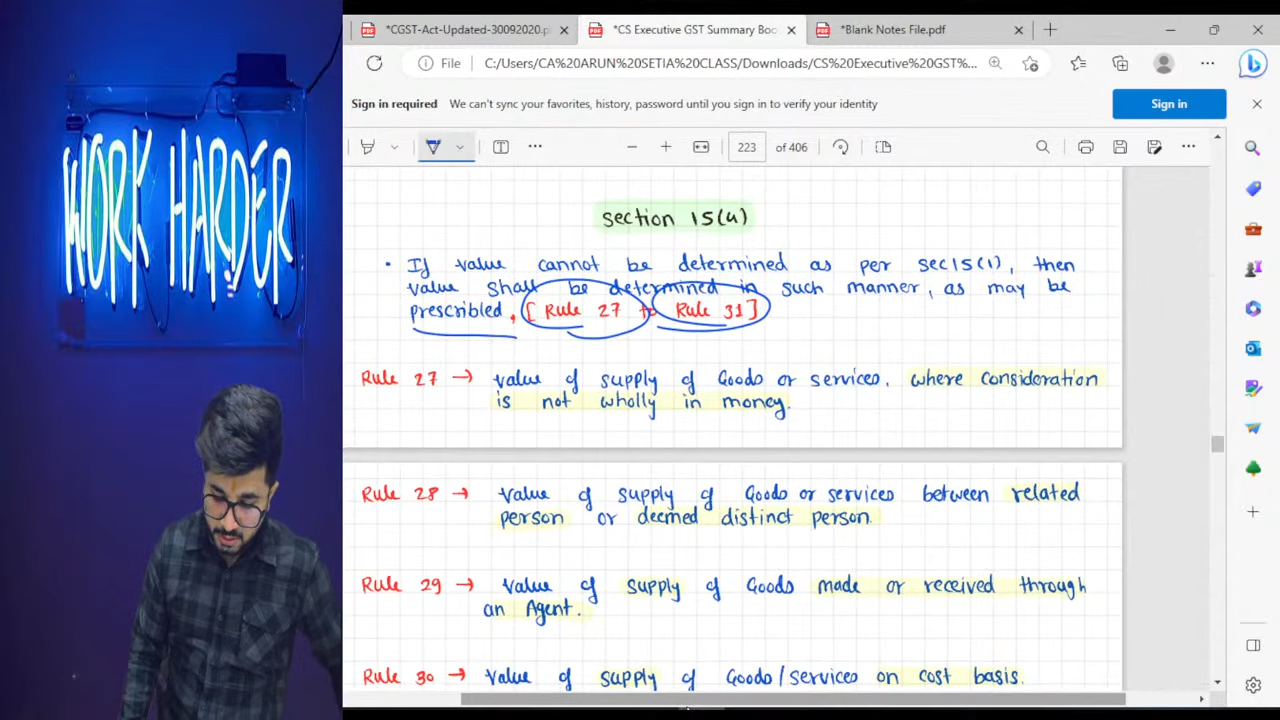 WORK HARDER
*CGST-Act-Updated-30092020.p
*CS Executive GST Summary Boo
*Blank Notes File.pdf
File
C:/Users/CA%20ARUN%20SETIA%20CLASS/Downloads/CS%20Executive%20GST%...
Sign in required
We can't sync your favorites, history, password until you sign in to verify your identity
Sign in
223 of 406
section 15(4)
• If value cannot be determined as per sec15(1), then
value shall be determined in such manner, as may be
prescribed, [Rule 27 to Rule 31]
Rule 27 → value of supply of Goods or services, where consideration
is not wholly in money.
Rule 28 → value of supply of Goods or services between related
person or deemed distinct person.
Rule 29 → value of supply of Goods made or received through
an Agent.
Rule 30 → value of supply of Goods/services on cost basis.